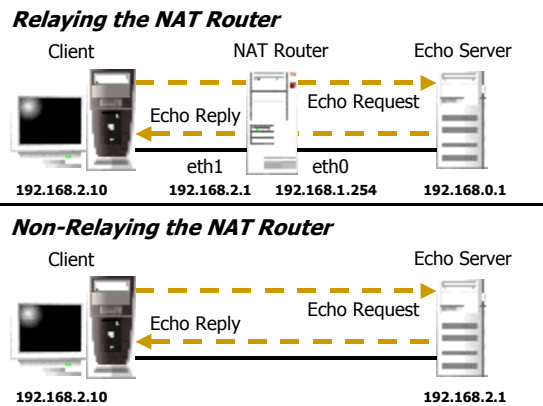 Relaying the NAT Router
Client NAT Router Echo Server
Echo Request
Echo Reply
eth1 eth0
192.168.2.10 192.168.2.1 192.168.1.254 192.168.0.1
Non-Relaying the NAT Router
Client Echo Server
Echo Request
Echo Reply
192.168.2.10 192.168.2.1